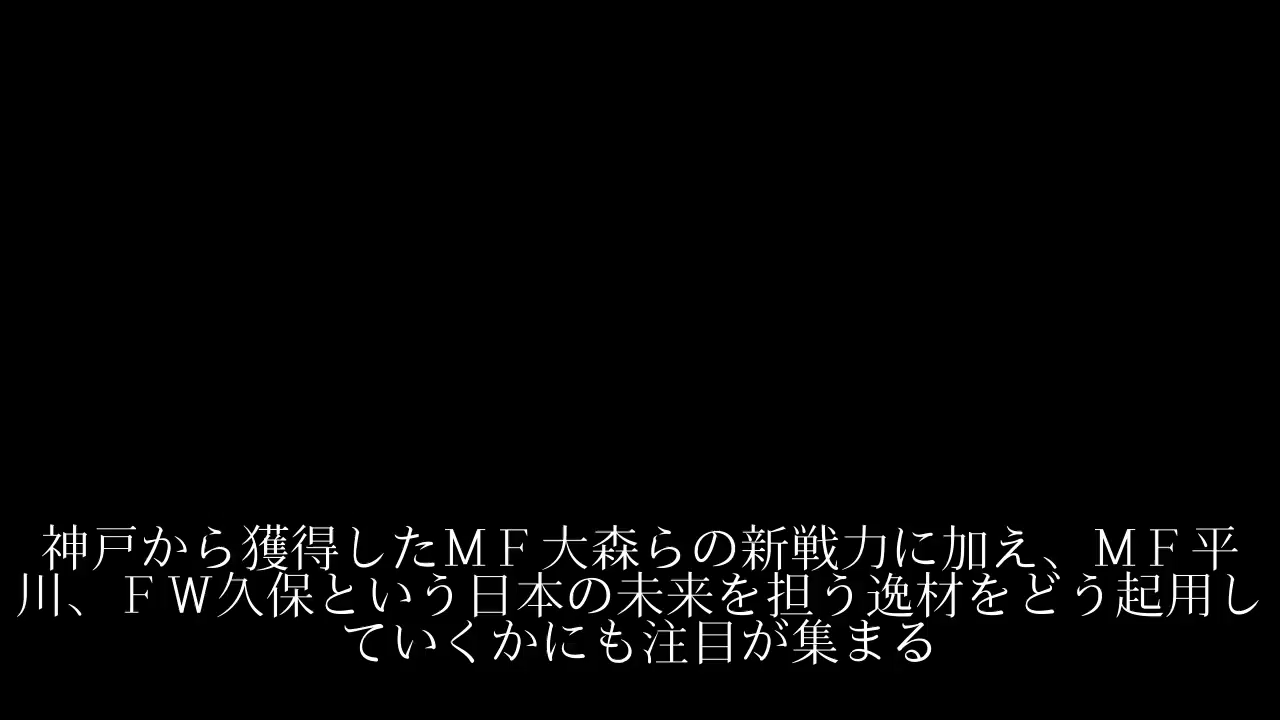 神戸から獲得したＭＦ大森らの新戦力に加え、ＭＦ平
川、ＦＷ久保という日本の未来を担う逸材をどう起用し
ていくかにも注目が集まる